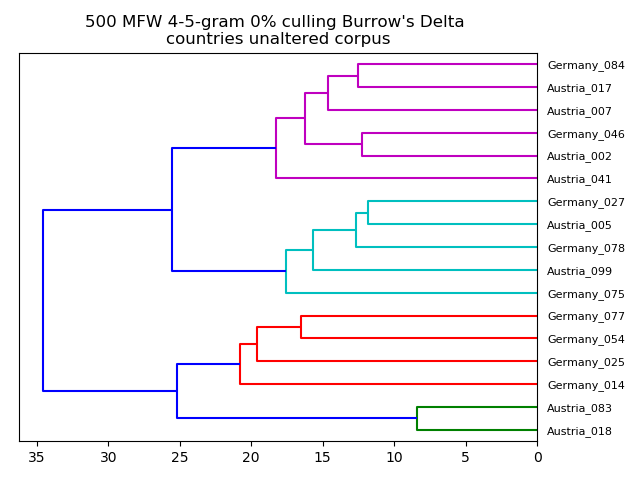 500 MFW 4-5-gram 0% culling Burrow's Delta
countries unaltered corpus
Germany_084
Austria_017
Austria_007
Germany_046
Austria_002
Austria_041
Germany_027
Austria_005
Germany_078
Austria_099
Germany_075
Germany_077
Germany_054
Germany_025
Germany_014
Austria_083
Austria_018
35 30 25 20 15 10 5 0